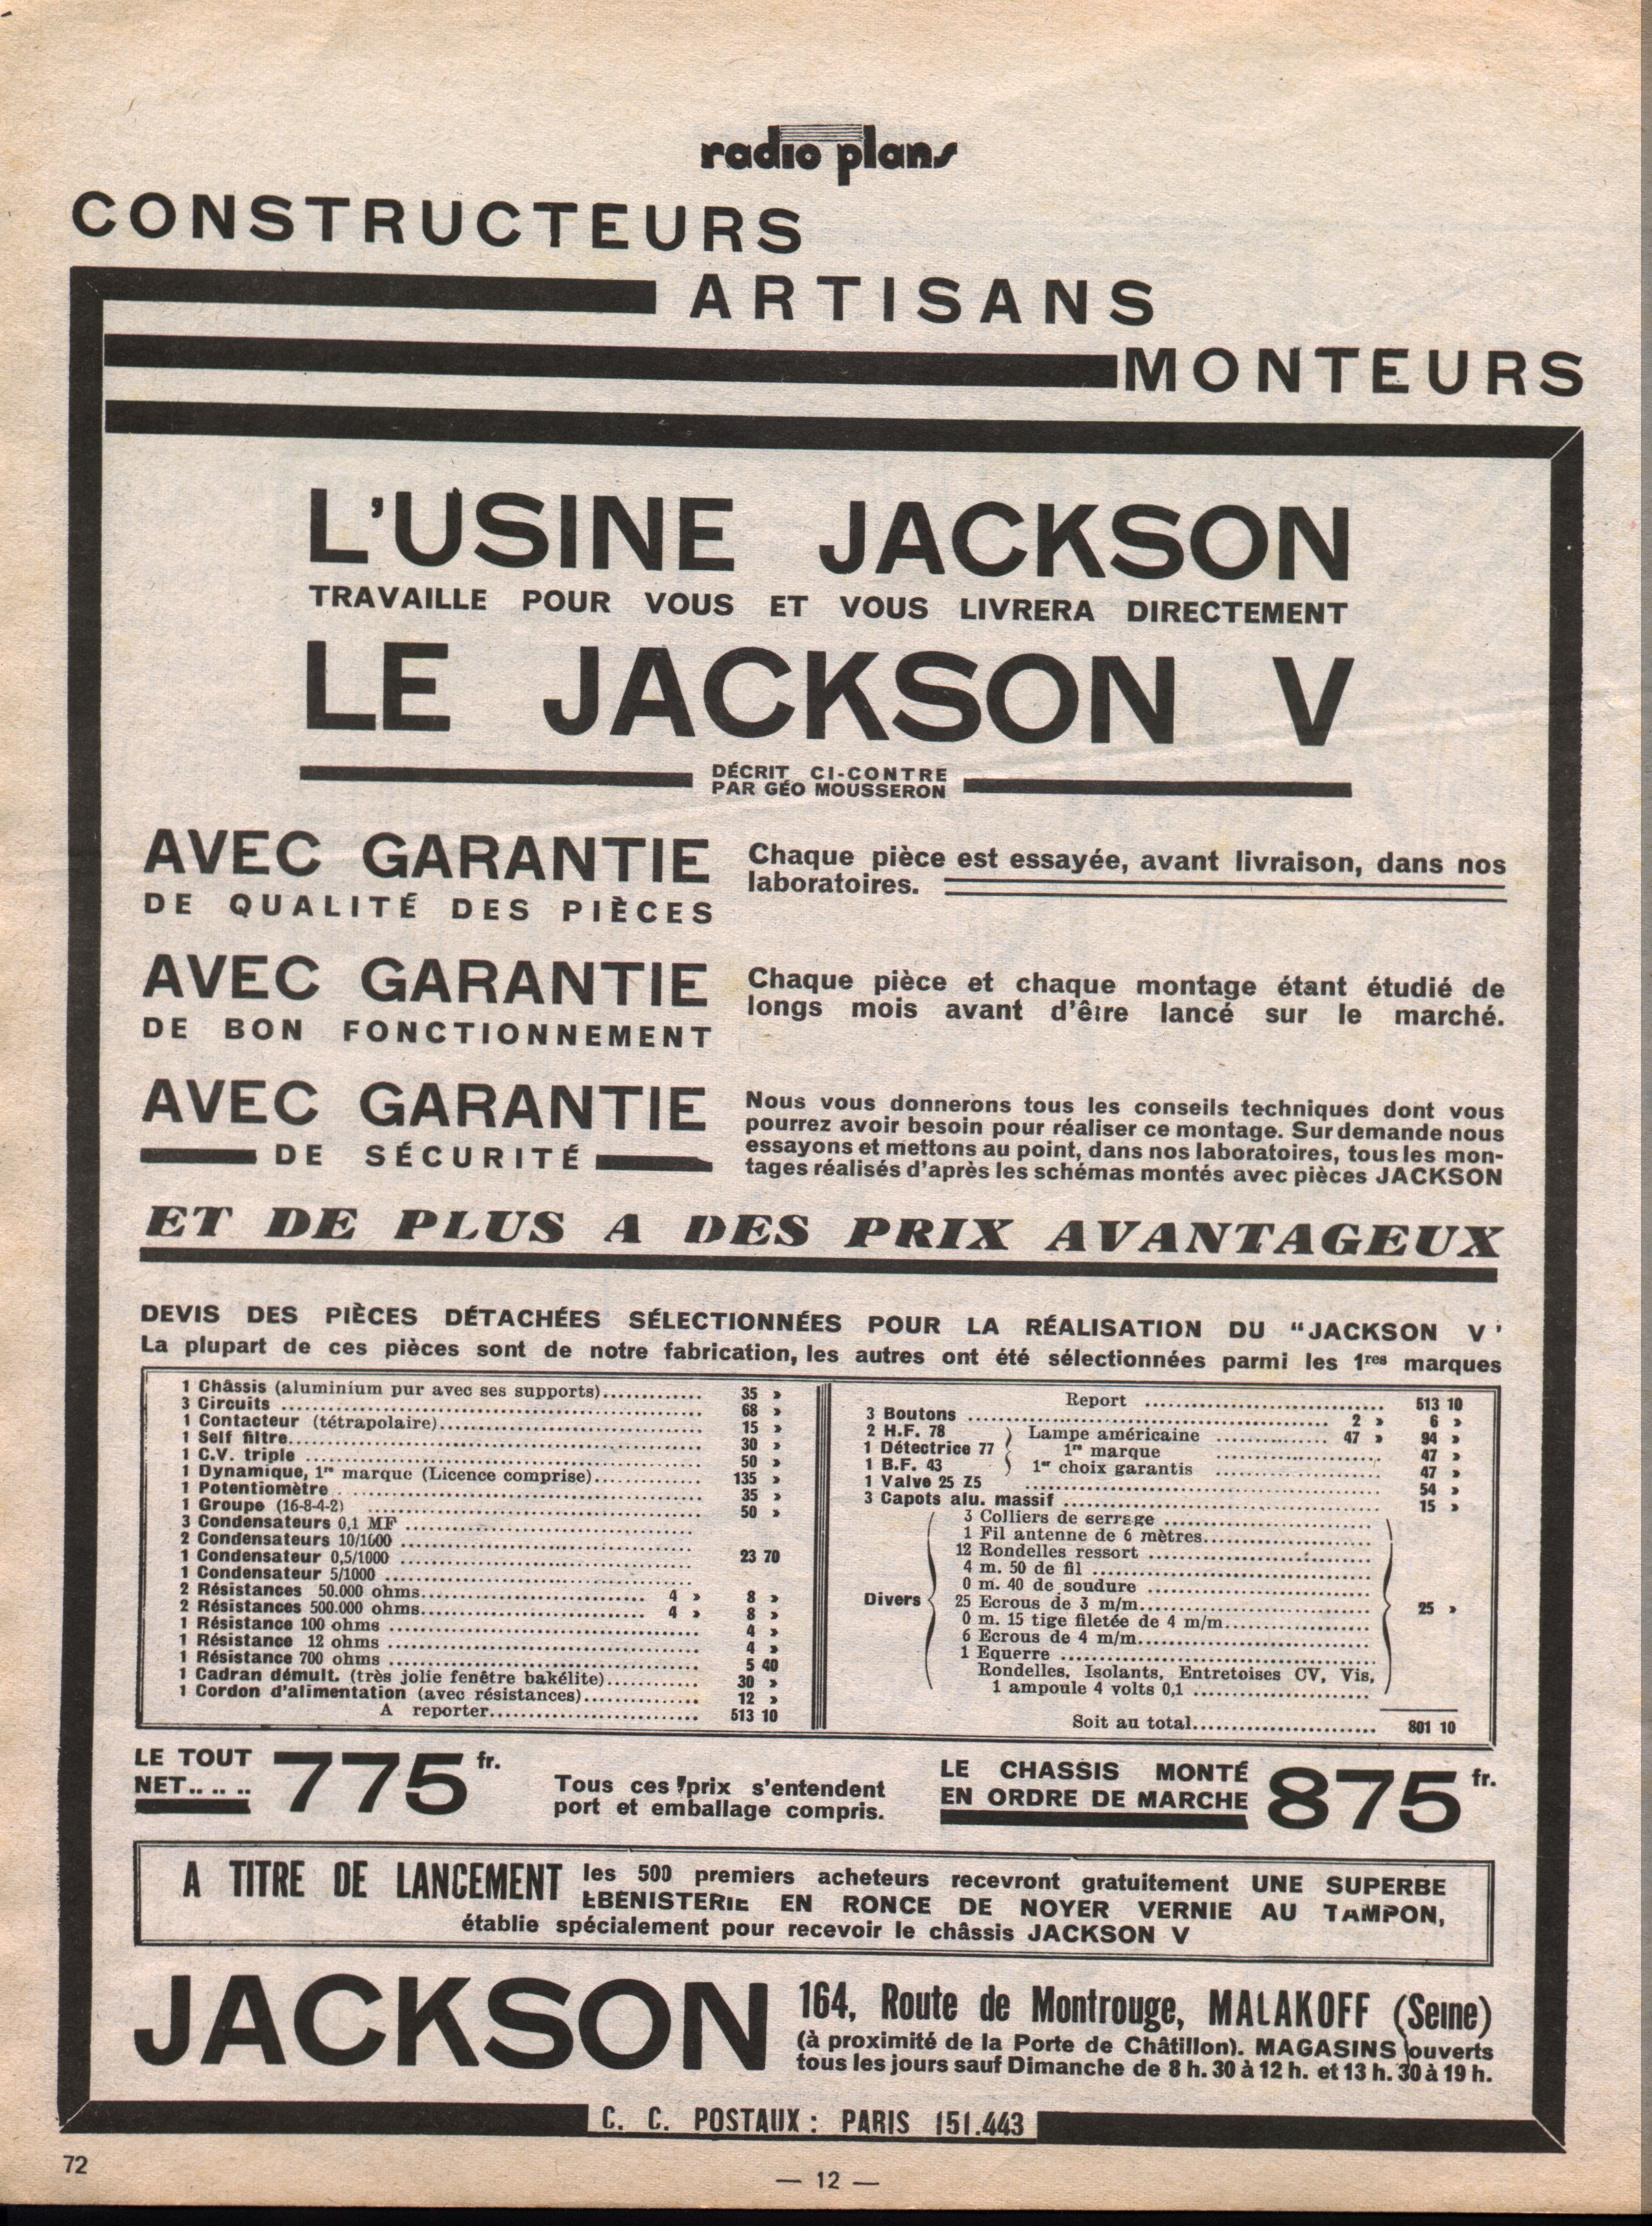 radio plans
CONSTRUCTEURS
ARTISANS
MONTEURS
L'USINE JACKSON
TRAVAILLE POUR VOUS ET VOUS LIVRERA DIRECTEMENT
LE JACKSON V
DÉCRIT CI-CONTRE
PAR GÉO MOUSSERON
AVEC GARANTIE
DE QUALITÉ DES PIÈCES
Chaque pièce est essayée, avant livraison, dans nos
laboratoires.
AVEC GARANTIE
DE BON FONCTIONNEMENT
Chaque pièce et chaque montage étant étudié de
longs mois avant d'être lancé sur le marché.
AVEC GARANTIE
DE SÉCURITÉ
Nous vous donnerons tous les conseils techniques dont vous
pourrez avoir besoin pour réaliser ce montage. Sur demande nous
essayons et mettons au point, dans nos laboratoires, tous les mon-
tages réalisés d'après les schémas montés avec pièces JACKSON
ET DE PLUS A DES PRIX AVANTAGEUX
DEVIS DES PIÈCES DÉTACHÉES SÉLECTIONNÉES POUR LA RÉALISATION DU "JACKSON V'
La plupart de ces pièces sont de notre fabrication, les autres ont été sélectionnées parmi les 1res marques
1 Châssis (aluminium pur avec ses supports)............ 35 »
3 Circuits ............ 68 »
1 Contacteur (tétrapolaire)............ 15 »
1 Self filtre............ 30 »
1 C.V. triple ............ 50 »
1 Dynamique, 1re marque (Licence comprise)............ 135 »
1 Potentiomètre ............ 35 »
1 Groupe (16-8-4-2) ............ 50 »
3 Condensateurs 0,1 MF ............
2 Condensateurs 10/1000 ............
1 Condensateur 0,5/1000 ............ 23 70
1 Condensateur 5/1000 ............
2 Résistances 50.000 ohms............ 4 » 8 »
2 Résistances 500.000 ohms............ 4 » 8 »
1 Résistance 100 ohms ............ 4 »
1 Résistance 12 ohms ............ 4 »
1 Résistance 700 ohms ............ 5 40
1 Cadran démult. (très jolie fenêtre bakélite)............ 30 »
1 Cordon d'alimentation (avec résistances)............ 12 »
A reporter............ 513 10
Report ............ 513 10
3 Boutons ............ 2 » 6 »
2 H.F. 78 Lampe américaine ............ 47 » 94 »
1 Détectrice 77 1re marque ............ 47 »
1 B.F. 43 1er choix garantis ............ 47 »
1 Valve 25 Z5 ............ 54 »
3 Capots alu. massif ............ 15 »
3 Colliers de serrage ............
1 Fil antenne de 6 mètres............
12 Rondelles ressort ............
4 m. 50 de fil ............
0 m. 40 de soudure ............
Divers 25 Ecrous de 3 m/m............ 25 »
0 m. 15 tige filetée de 4 m/m............
6 Ecrous de 4 m/m............
1 Equerre ............
Rondelles, Isolants, Entretoises CV, Vis,
1 ampoule 4 volts 0,1 ............
Soit au total............ 801 10
LE TOUT
NET.. .. .. 775 fr.
Tous ces prix s'entendent
port et emballage compris.
LE CHASSIS MONTÉ
EN ORDRE DE MARCHE 875 fr.
A TITRE DE LANCEMENT les 500 premiers acheteurs recevront gratuitement UNE SUPERBE
ÉBENISTERIE EN RONCE DE NOYER VERNIE AU TAMPON,
établie spécialement pour recevoir le châssis JACKSON V
JACKSON
164, Route de Montrouge, MALAKOFF (Seine)
(à proximité de la Porte de Châtillon). MAGASINS ouverts
tous les jours sauf Dimanche de 8 h. 30 à 12 h. et 13 h. 30 à 19 h.
C. C. POSTAUX : PARIS 151.443
72
— 12 —